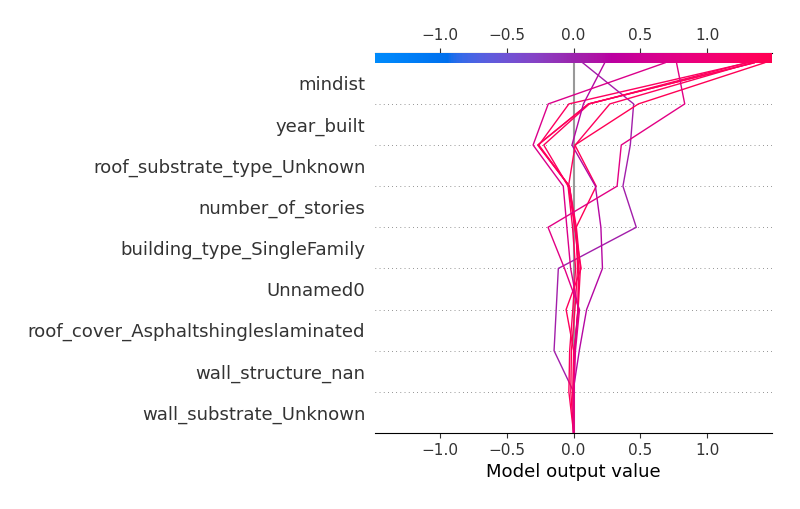 −1.0 −0.5 0.0 0.5 1.0
mindist
year_built
roof_substrate_type_Unknown
number_of_stories
building_type_SingleFamily
Unnamed0
roof_cover_Asphaltshingleslaminated
wall_structure_nan
wall_substrate_Unknown
−1.0 −0.5 0.0 0.5 1.0
Model output value